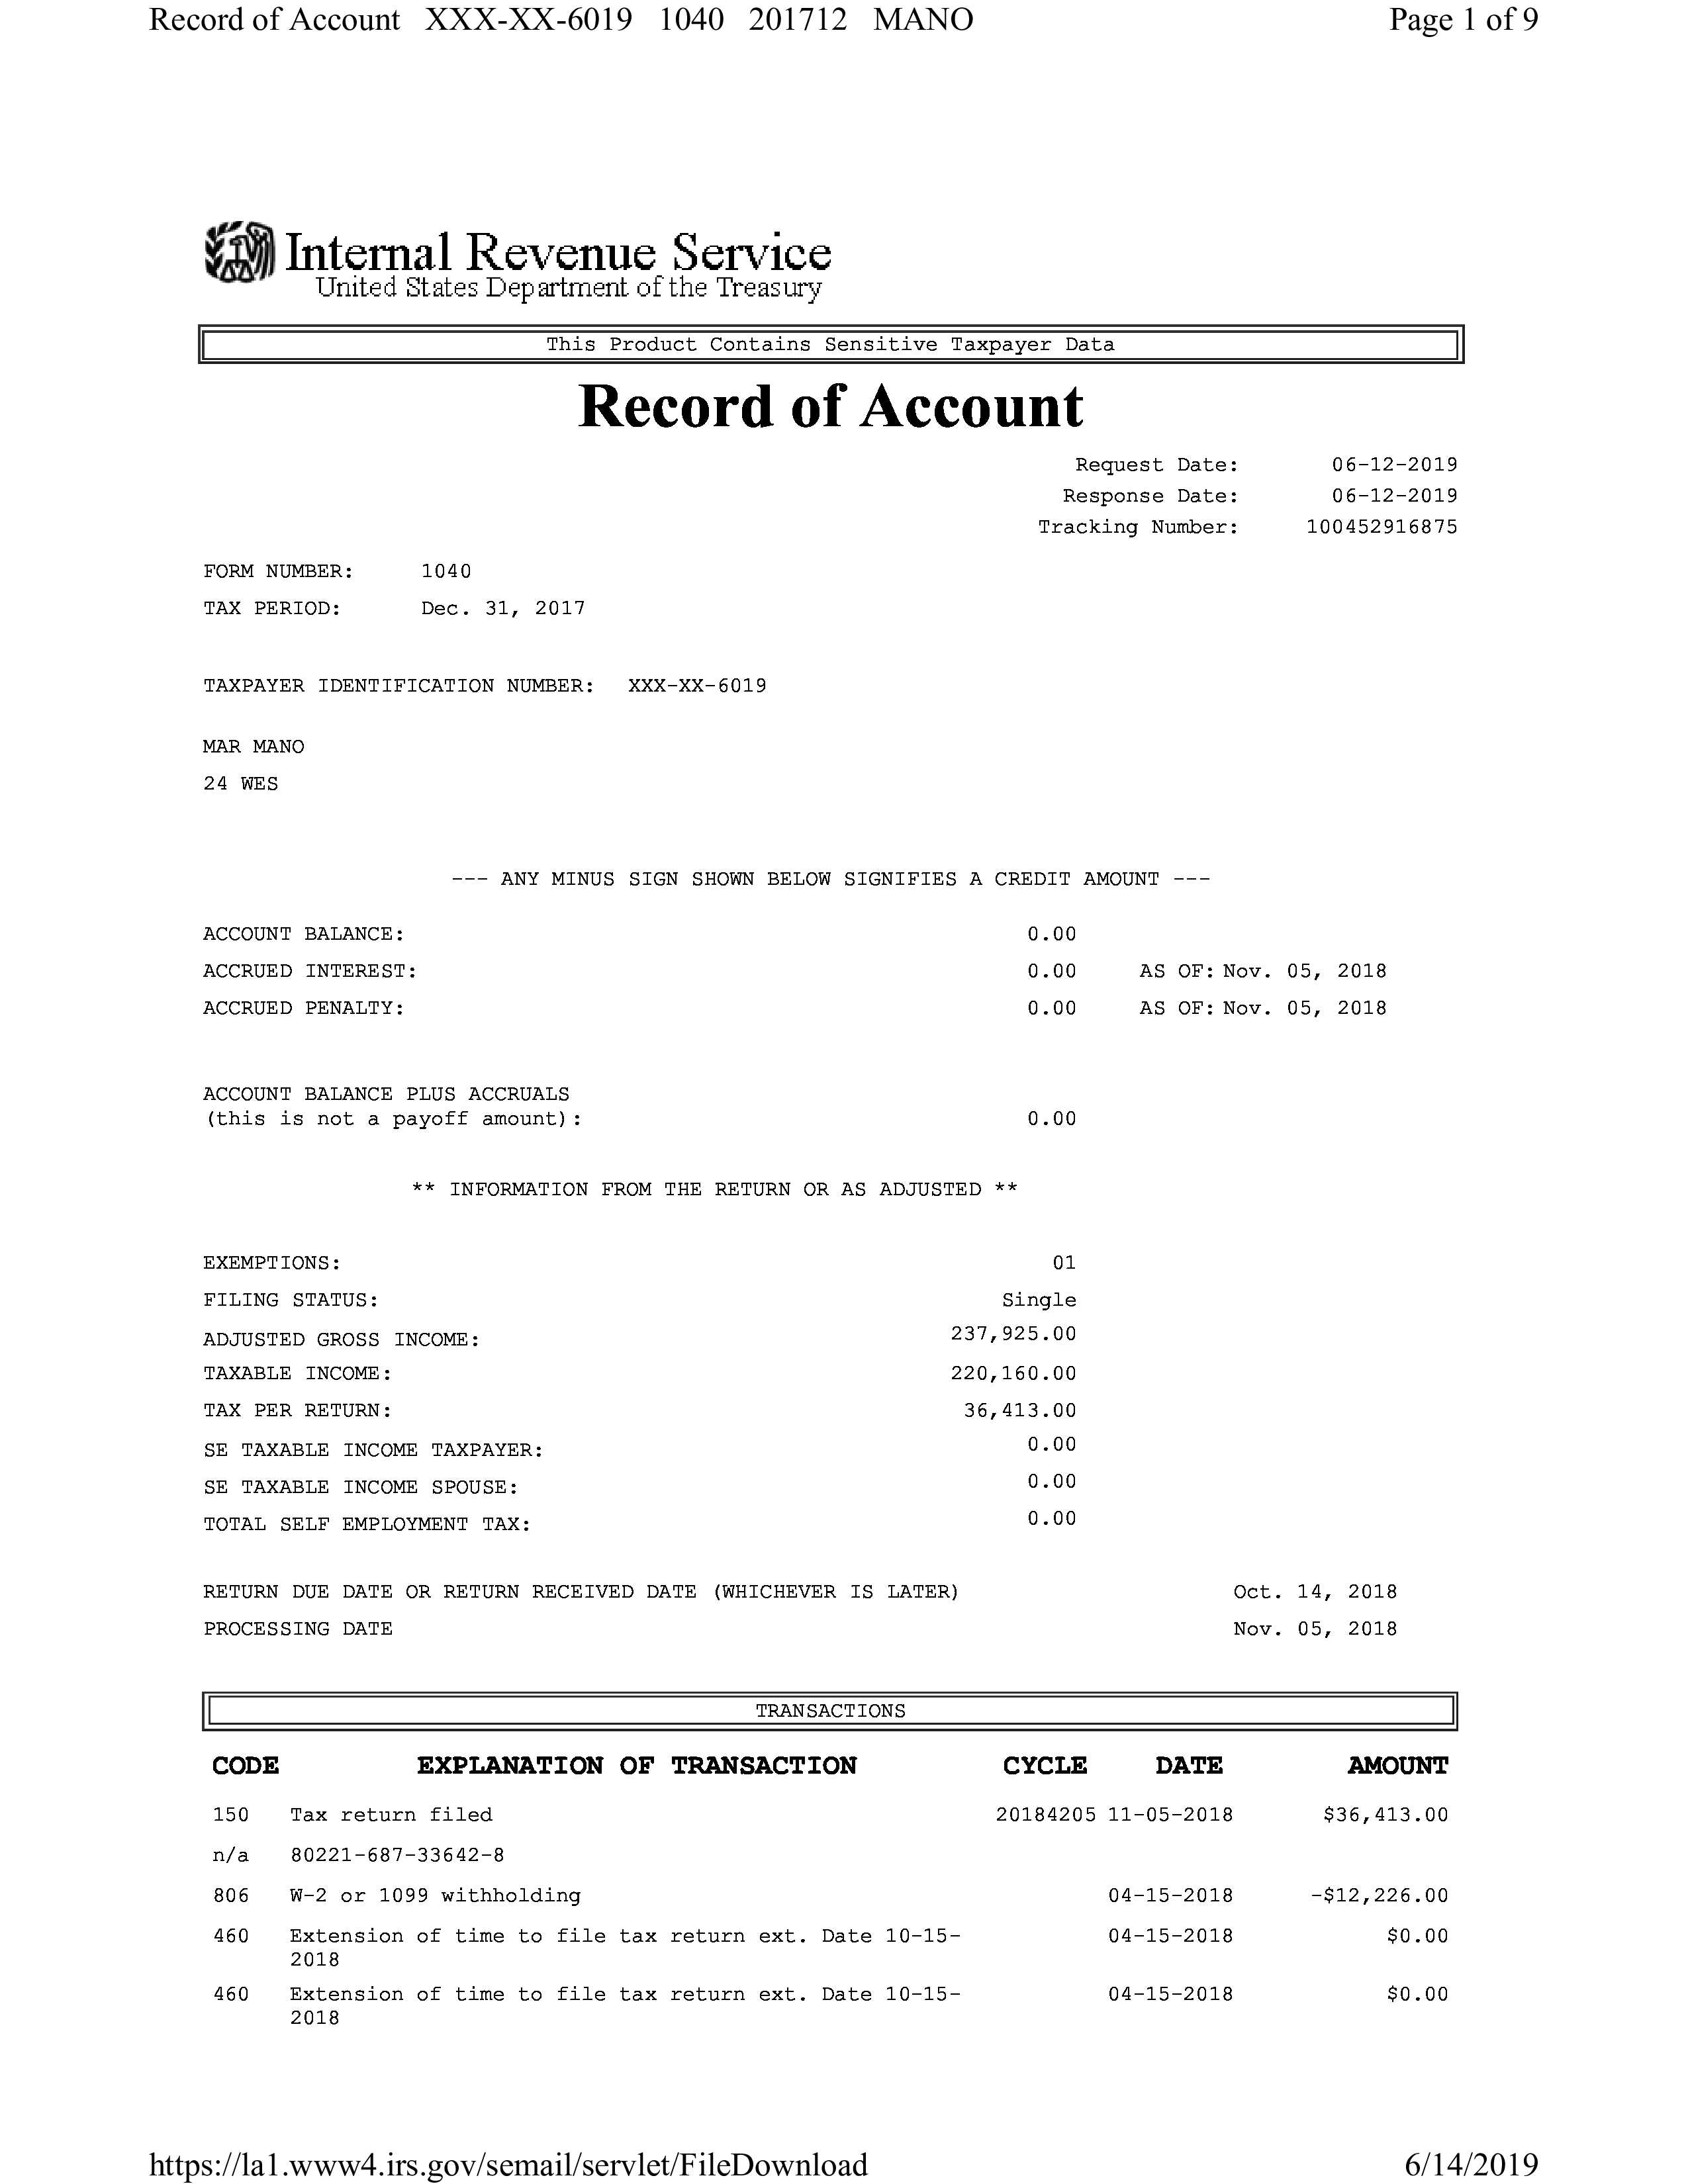 Record of Account XXX-XX-6019 1040 201712 MANO Page 1 of 9
Internal Revenue Service
United States Department of the Treasury
This Product Contains Sensitive Taxpayer Data
Record of Account
Request Date: 06-12-2019
Response Date: 06-12-2019
Tracking Number: 100452916875
FORM NUMBER: 1040
TAX PERIOD: Dec. 31, 2017
TAXPAYER IDENTIFICATION NUMBER: XXX-XX-6019
MAR MANO
24 WES
--- ANY MINUS SIGN SHOWN BELOW SIGNIFIES A CREDIT AMOUNT ---
ACCOUNT BALANCE: 0.00
ACCRUED INTEREST: 0.00 AS OF: Nov. 05, 2018
ACCRUED PENALTY: 0.00 AS OF: Nov. 05, 2018
ACCOUNT BALANCE PLUS ACCRUALS
(this is not a payoff amount): 0.00
** INFORMATION FROM THE RETURN OR AS ADJUSTED **
EXEMPTIONS: 01
FILING STATUS: Single
ADJUSTED GROSS INCOME: 237,925.00
TAXABLE INCOME: 220,160.00
TAX PER RETURN: 36,413.00
SE TAXABLE INCOME TAXPAYER: 0.00
SE TAXABLE INCOME SPOUSE: 0.00
TOTAL SELF EMPLOYMENT TAX: 0.00
RETURN DUE DATE OR RETURN RECEIVED DATE (WHICHEVER IS LATER) Oct. 14, 2018
PROCESSING DATE Nov. 05, 2018
TRANSACTIONS
CODE EXPLANATION OF TRANSACTION CYCLE DATE AMOUNT
150 Tax return filed 20184205 11-05-2018 $36,413.00
n/a 80221-687-33642-8
806 W-2 or 1099 withholding 04-15-2018 -$12,226.00
460 Extension of time to file tax return ext. Date 10-15- 04-15-2018 $0.00
2018
460 Extension of time to file tax return ext. Date 10-15- 04-15-2018 $0.00
2018
https://la1.www4.irs.gov/semail/servlet/FileDownload 6/14/2019